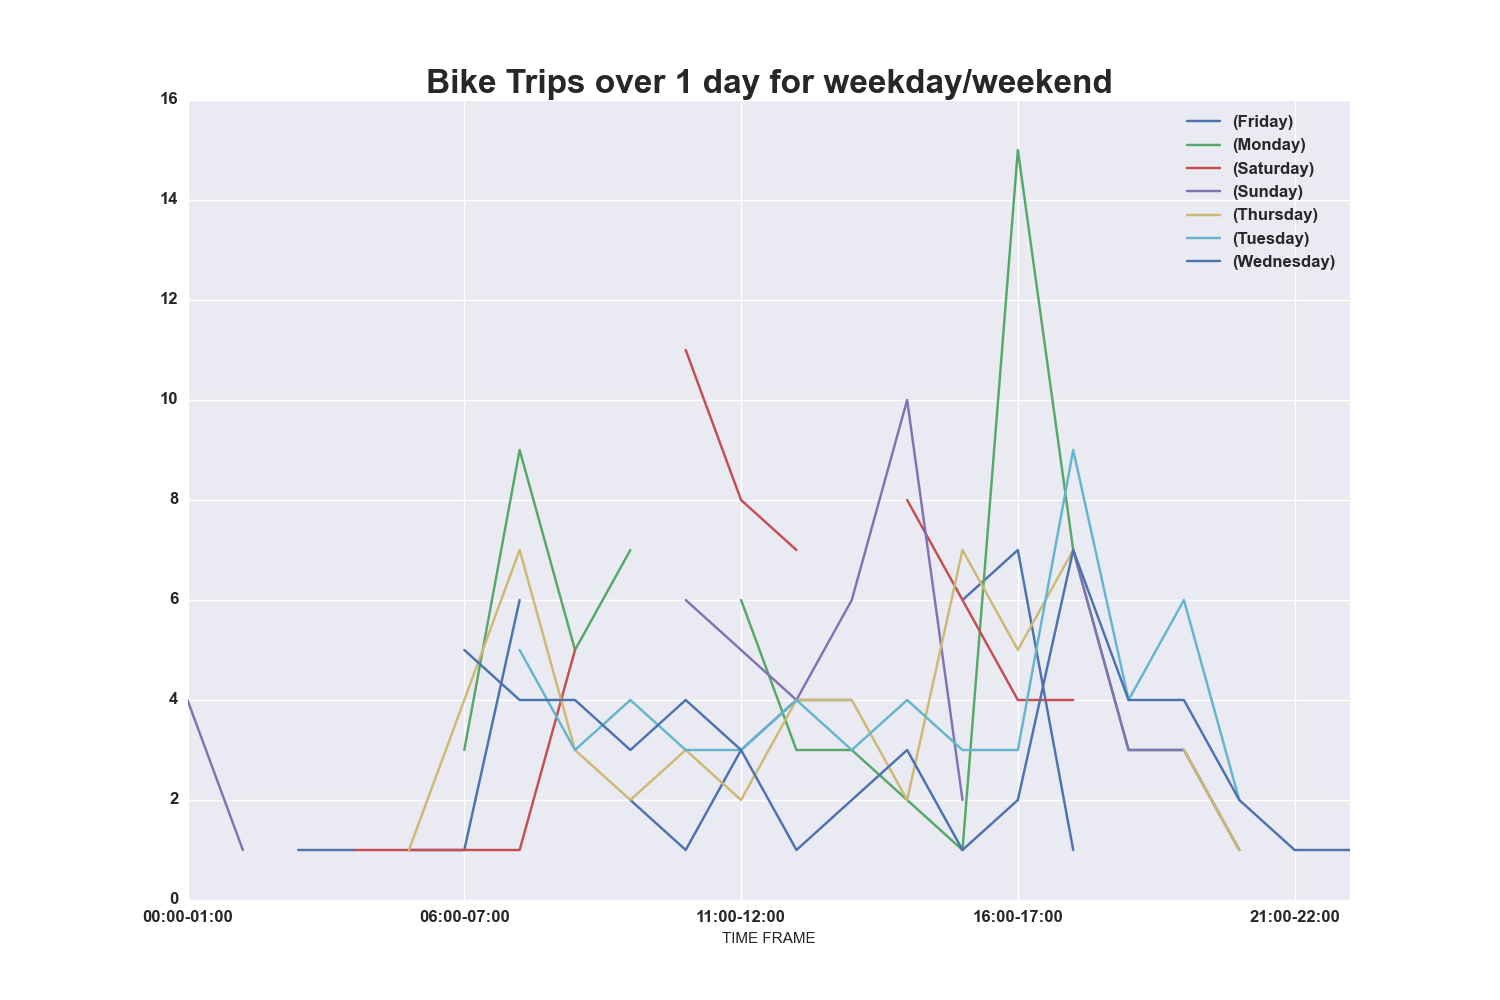 Bike Trips over 1 day for weekday/weekend
16
14
12
10
8
6
4
2
0
(Friday)
(Monday)
(Saturday)
(Sunday)
(Thursday)
(Tuesday)
(Wednesday)
00:00-01:00 06:00-07:00 11:00-12:00 16:00-17:00 21:00-22:00
TIME FRAME